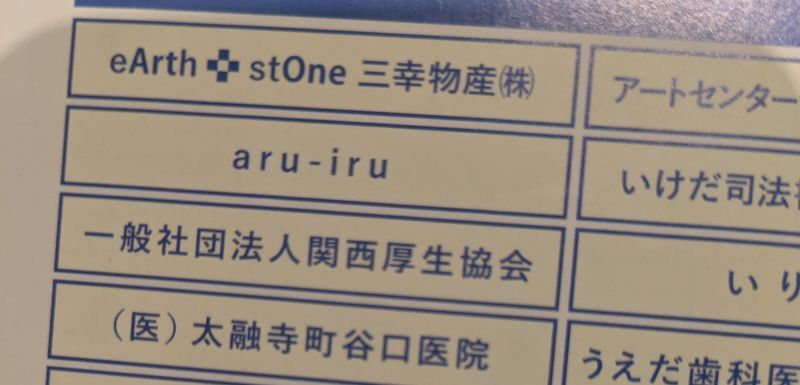 eArth stOne 三幸物産㈱
アートセンター
aru-iru
いけだ司法
一般社団法人関西厚生協会
いり
（医）太融寺町谷口医院
うえだ歯科医